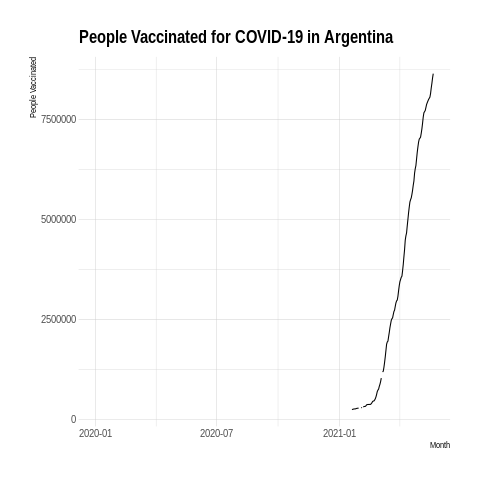 People Vaccinated for COVID-19 in Argentina
People Vaccinated
7500000
5000000
2500000
0
2020-01
2020-07
2021-01
Month